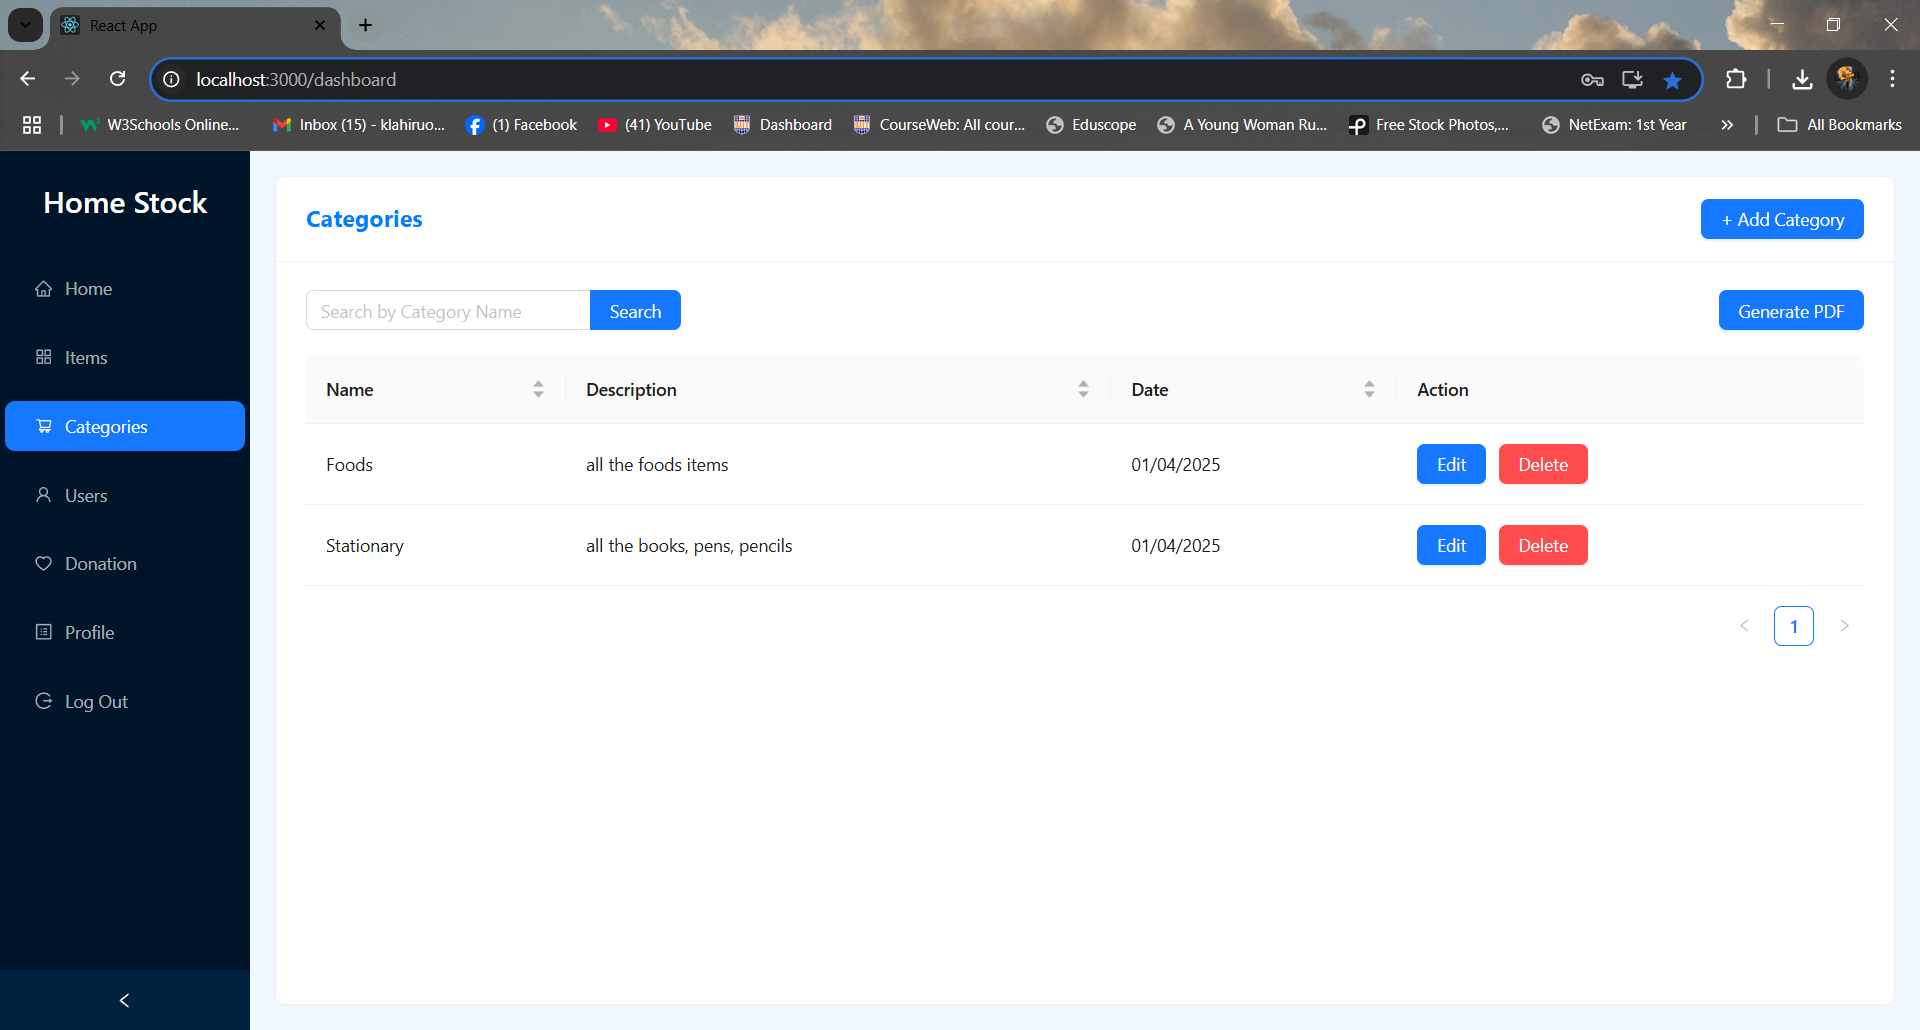 React App
localhost:3000/dashboard
W3Schools Online...
Inbox (15) - klahiruo...
(1) Facebook
(41) YouTube
Dashboard
CourseWeb: All cour...
Eduscope
A Young Woman Ru...
Free Stock Photos,...
NetExam: 1st Year
All Bookmarks
Home Stock
Home
Items
Categories
Users
Donation
Profile
Log Out
Categories
+ Add Category
Search by Category Name
Search
Generate PDF
Name Description Date Action
Foods all the foods items 01/04/2025 Edit Delete
Stationary all the books, pens, pencils 01/04/2025 Edit Delete
1